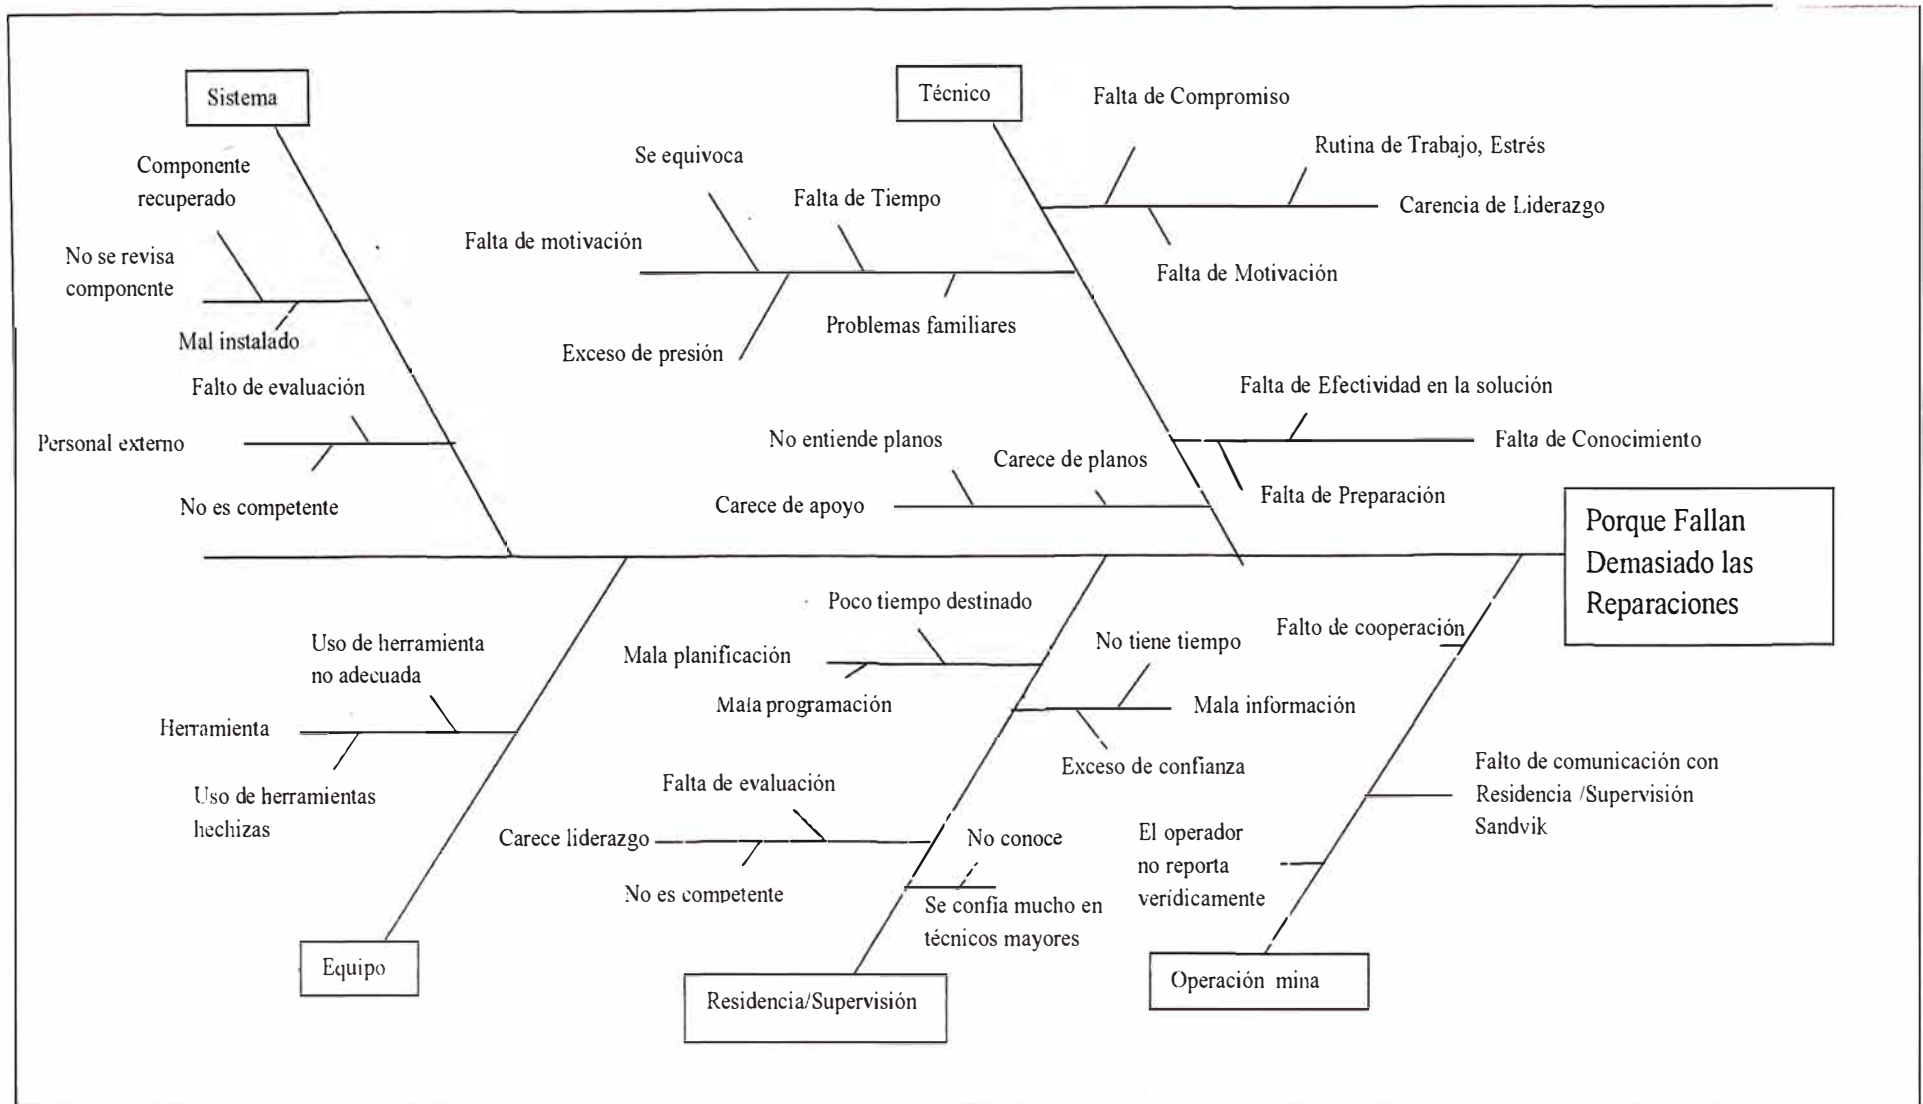 Sistema
Técnico
Falta de Compromiso
Rutina de Trabajo, Estrés
Carencia de Liderazgo
Falta de Motivación
Componente
recuperado
Se equivoca
Falta de Tiempo
Falta de motivación
No se revisa
componente
Mal instalado
Problemas familiares
Exceso de presión
Falto de evaluación
Personal externo
No es competente
Falta de Efectividad en la solución
Falta de Conocimiento
Falta de Preparación
No entiende planos
Carece de planos
Carece de apoyo
Porque Fallan
Demasiado las
Reparaciones
Poco tiempo destinado
Mala planificación
Mala programación
Uso de herramienta
no adecuada
Herramienta
Uso de herramientas
hechizas
No tiene tiempo
Mala información
Exceso de confianza
Falto de cooperación
Falta de evaluación
Carece liderazgo
No es competente
No conoce
Se confia mucho en
técnicos mayores
Falto de comunicación con
Residencia /Supervisión
Sandvik
El operador
no reporta
verídicamente
Equipo
Residencia/Supervisión
Operación mina